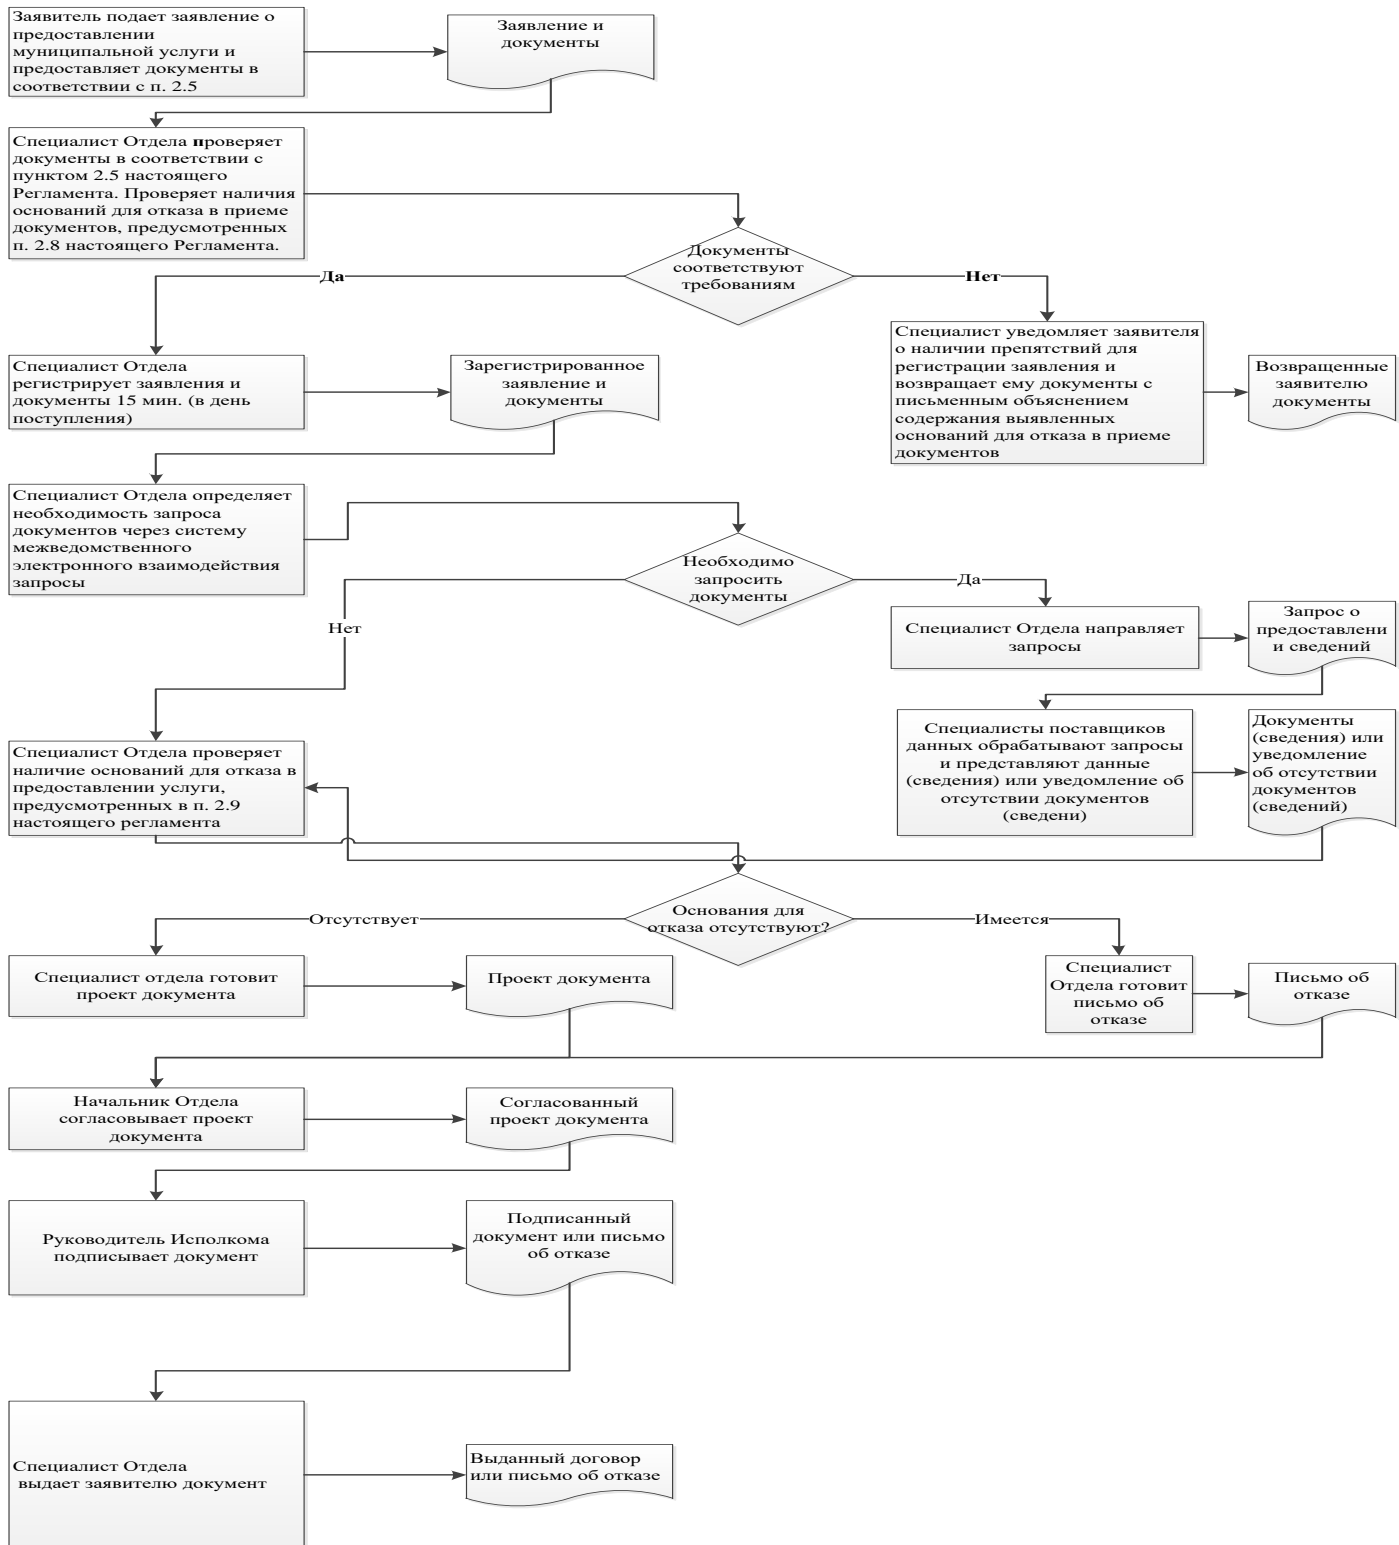 Заявитель подает заявление о
предоставлении
муниципальной услуги и
предоставляет документы в
соответствии с п. 2.5
Заявление и
документы
Специалист Отдела проверяет
документы в соответствии с
пунктом 2.5 настоящего
Регламента. Проверяет наличия
оснований для отказа в приеме
документов, предусмотренных
п. 2.8 настоящего Регламента.
Документы
соответствуют
требованиям
Да
Нет
Специалист уведомляет заявителя
о наличии препятствий для
регистрации заявления и
возвращает ему документы с
письменным объяснением
содержания выявленных
оснований для отказа в приеме
документов
Возвращенные
заявителю
документы
Специалист Отдела
регистрирует заявления и
документы 15 мин. (в день
поступления)
Зарегистрированное
заявление и
документы
Специалист Отдела определяет
необходимость запроса
документов через систему
межведомственного
электронного взаимодействия
запросы
Необходимо
запросить
документы
Да
Нет
Специалист Отдела направляет
запросы
Запрос о
предоставлени
и сведений
Специалисты поставщиков
данных обрабатывают запросы
и представляют данные
(сведения) или уведомление об
отсутствии документов
(сведени)
Документы
(сведения) или
уведомление
об отсутствии
документов
(сведений)
Специалист Отдела проверяет
наличие оснований для отказа в
предоставлении услуги,
предусмотренных в п. 2.9
настоящего регламента
Основания для
отказа отсутствуют?
Отсутствует
Имеется
Специалист отдела готовит
проект документа
Проект документа
Специалист
Отдела готовит
письмо об
отказе
Письмо об
отказе
Начальник Отдела
согласовывает проект
документа
Согласованный
проект документа
Руководитель Исполкома
подписывает документ
Подписанный
документ или письмо
об отказе
Специалист Отдела
выдает заявителю документ
Выданный договор
или письмо об отказе